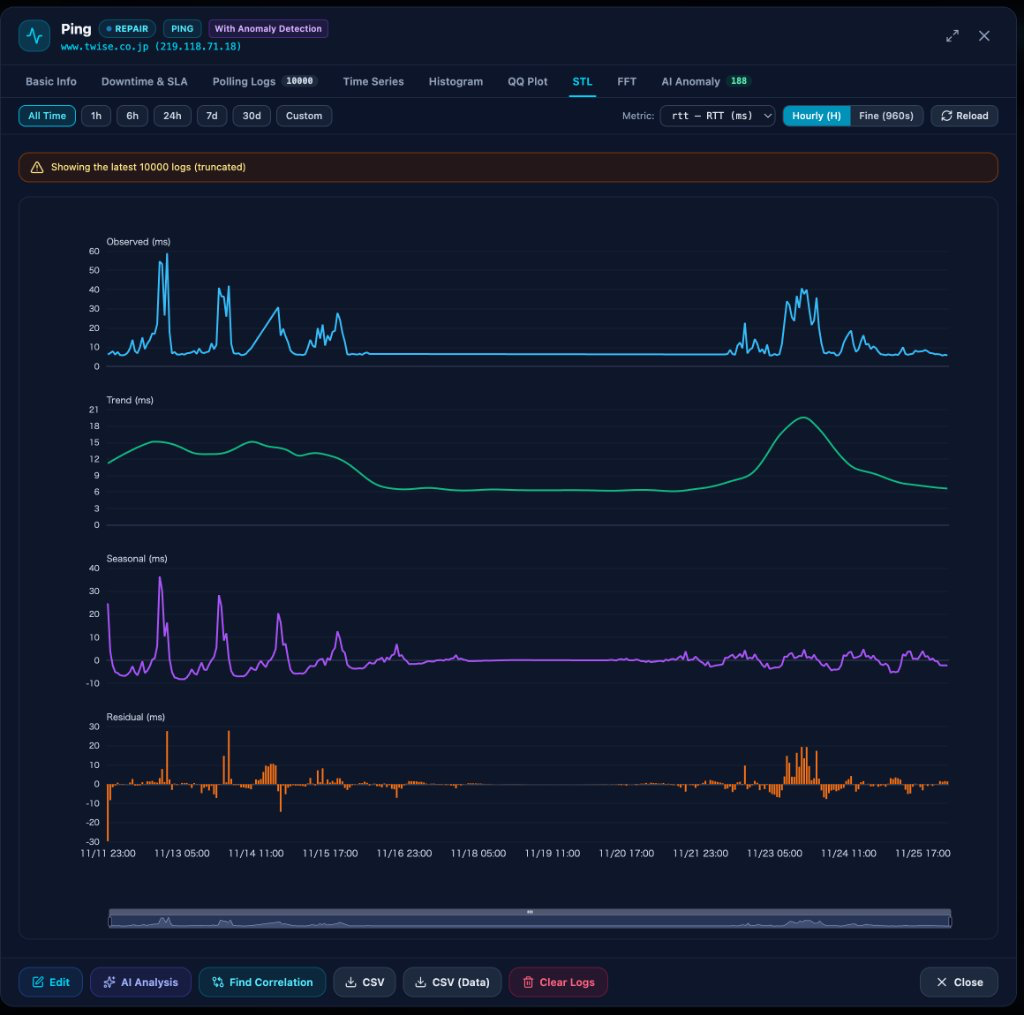 Ping REPAIR PING With Anomaly Detection
www.twise.co.jp (219.118.71.18)
Basic Info Downtime & SLA Polling Logs 10000 Time Series Histogram QQ Plot STL FFT AI Anomaly 188
All Time 1h 6h 24h 7d 30d Custom Metric: rtt — RTT (ms) Hourly (H) Fine (960s) Reload
Showing the latest 10000 logs (truncated)
Observed (ms)
60
50
40
30
20
10
0
Trend (ms)
21
18
15
12
9
6
3
0
Seasonal (ms)
40
30
20
10
0
-10
Residual (ms)
30
20
10
0
-10
-20
-30
11/11 23:00 11/13 05:00 11/14 11:00 11/15 17:00 11/16 23:00 11/18 05:00 11/19 11:00 11/20 17:00 11/21 23:00 11/23 05:00 11/24 11:00 11/25 17:00
Edit AI Analysis Find Correlation CSV CSV (Data) Clear Logs Close